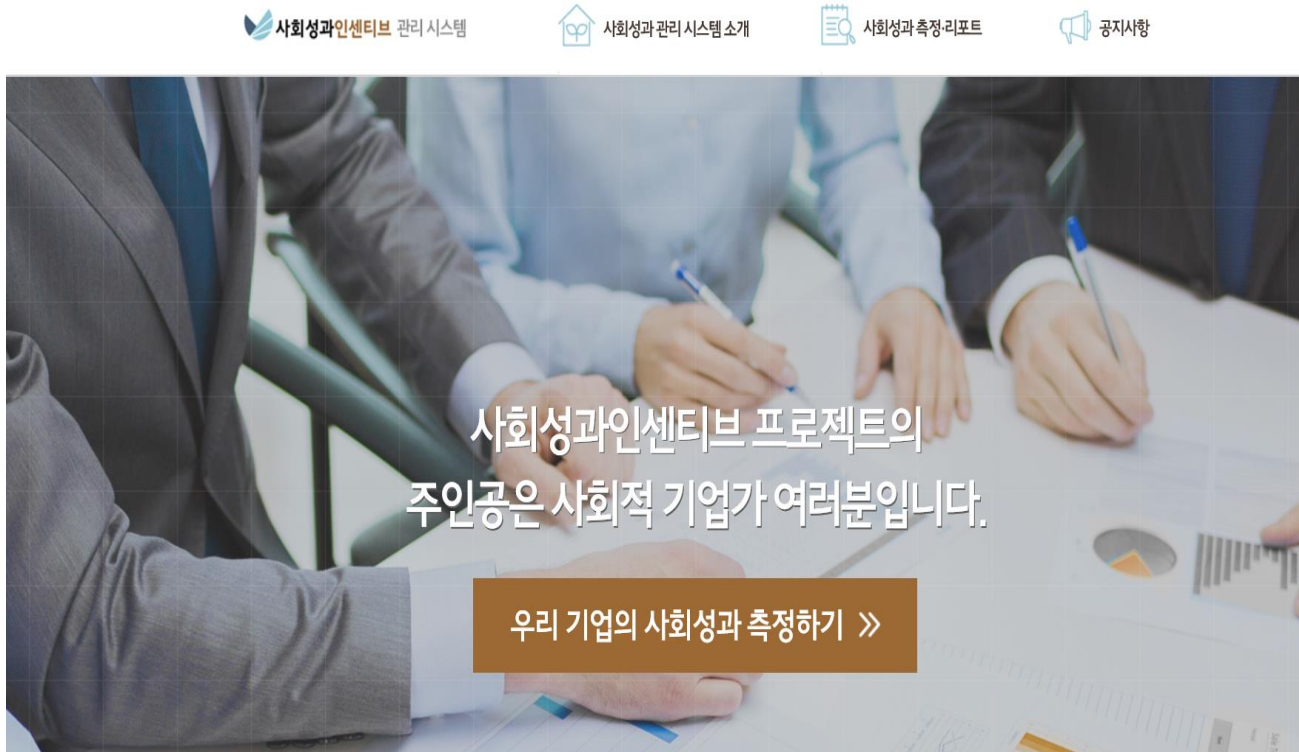 사회성과인센티브 관리 시스템
사회성과 관리 시스템 소개
사회성과 측정·리포트
공지사항
사회성과인센티브 프로젝트의
주인공은 사회적 기업가 여러분입니다.
우리 기업의 사회성과 측정하기 »